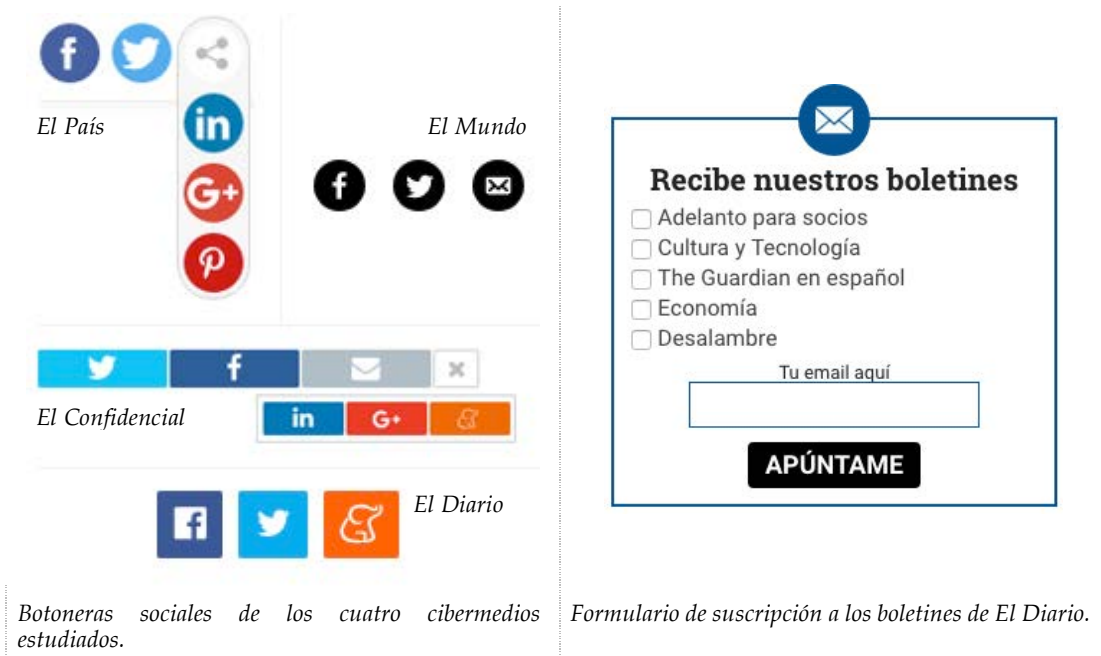 f
El País
in
G+
El Mundo
f
f
El Confidencial
in
G+
f
El Diario
Botoneras sociales de los cuatro cibermedios
estudiados.
Recibe nuestros boletines
Adelanto para socios
Cultura y Tecnología
The Guardian en español
Economía
Desalambre
Tu email aquí
APÚNTAME
Formulario de suscripción a los boletines de El Diario.